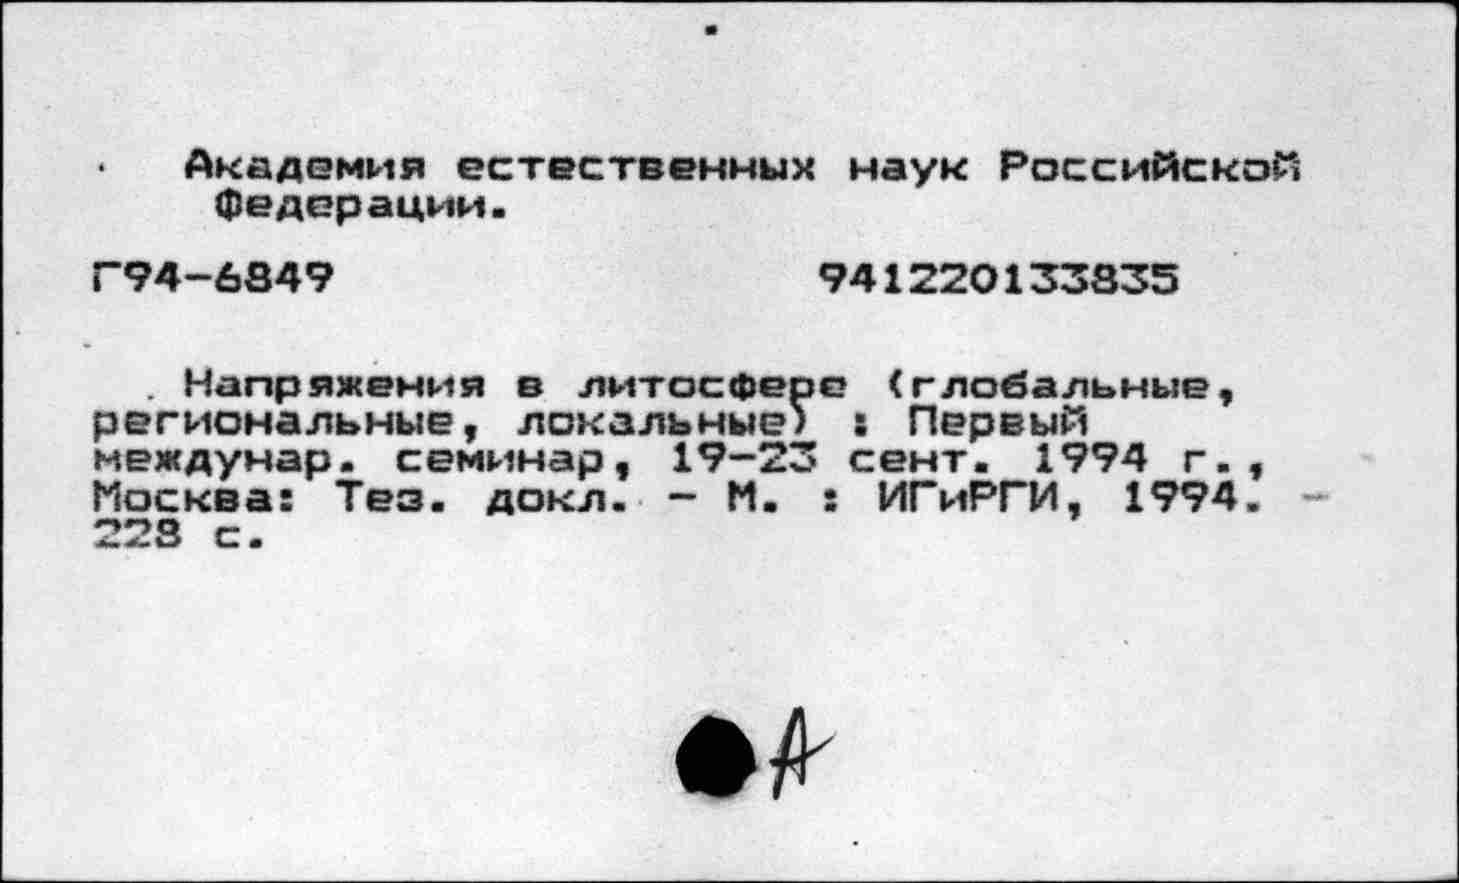 Академия естественных наук Российской
Федерации.
Г94-6849 941220133835
Напряжения в литосфере (глобальные,
региональные, локальные) : Первый
междунар. семинар, 19-23 сент. 1994 г.,
Москва: Тез. докл. - М. : ИГиРГИ, 1994. -
228 с.
А